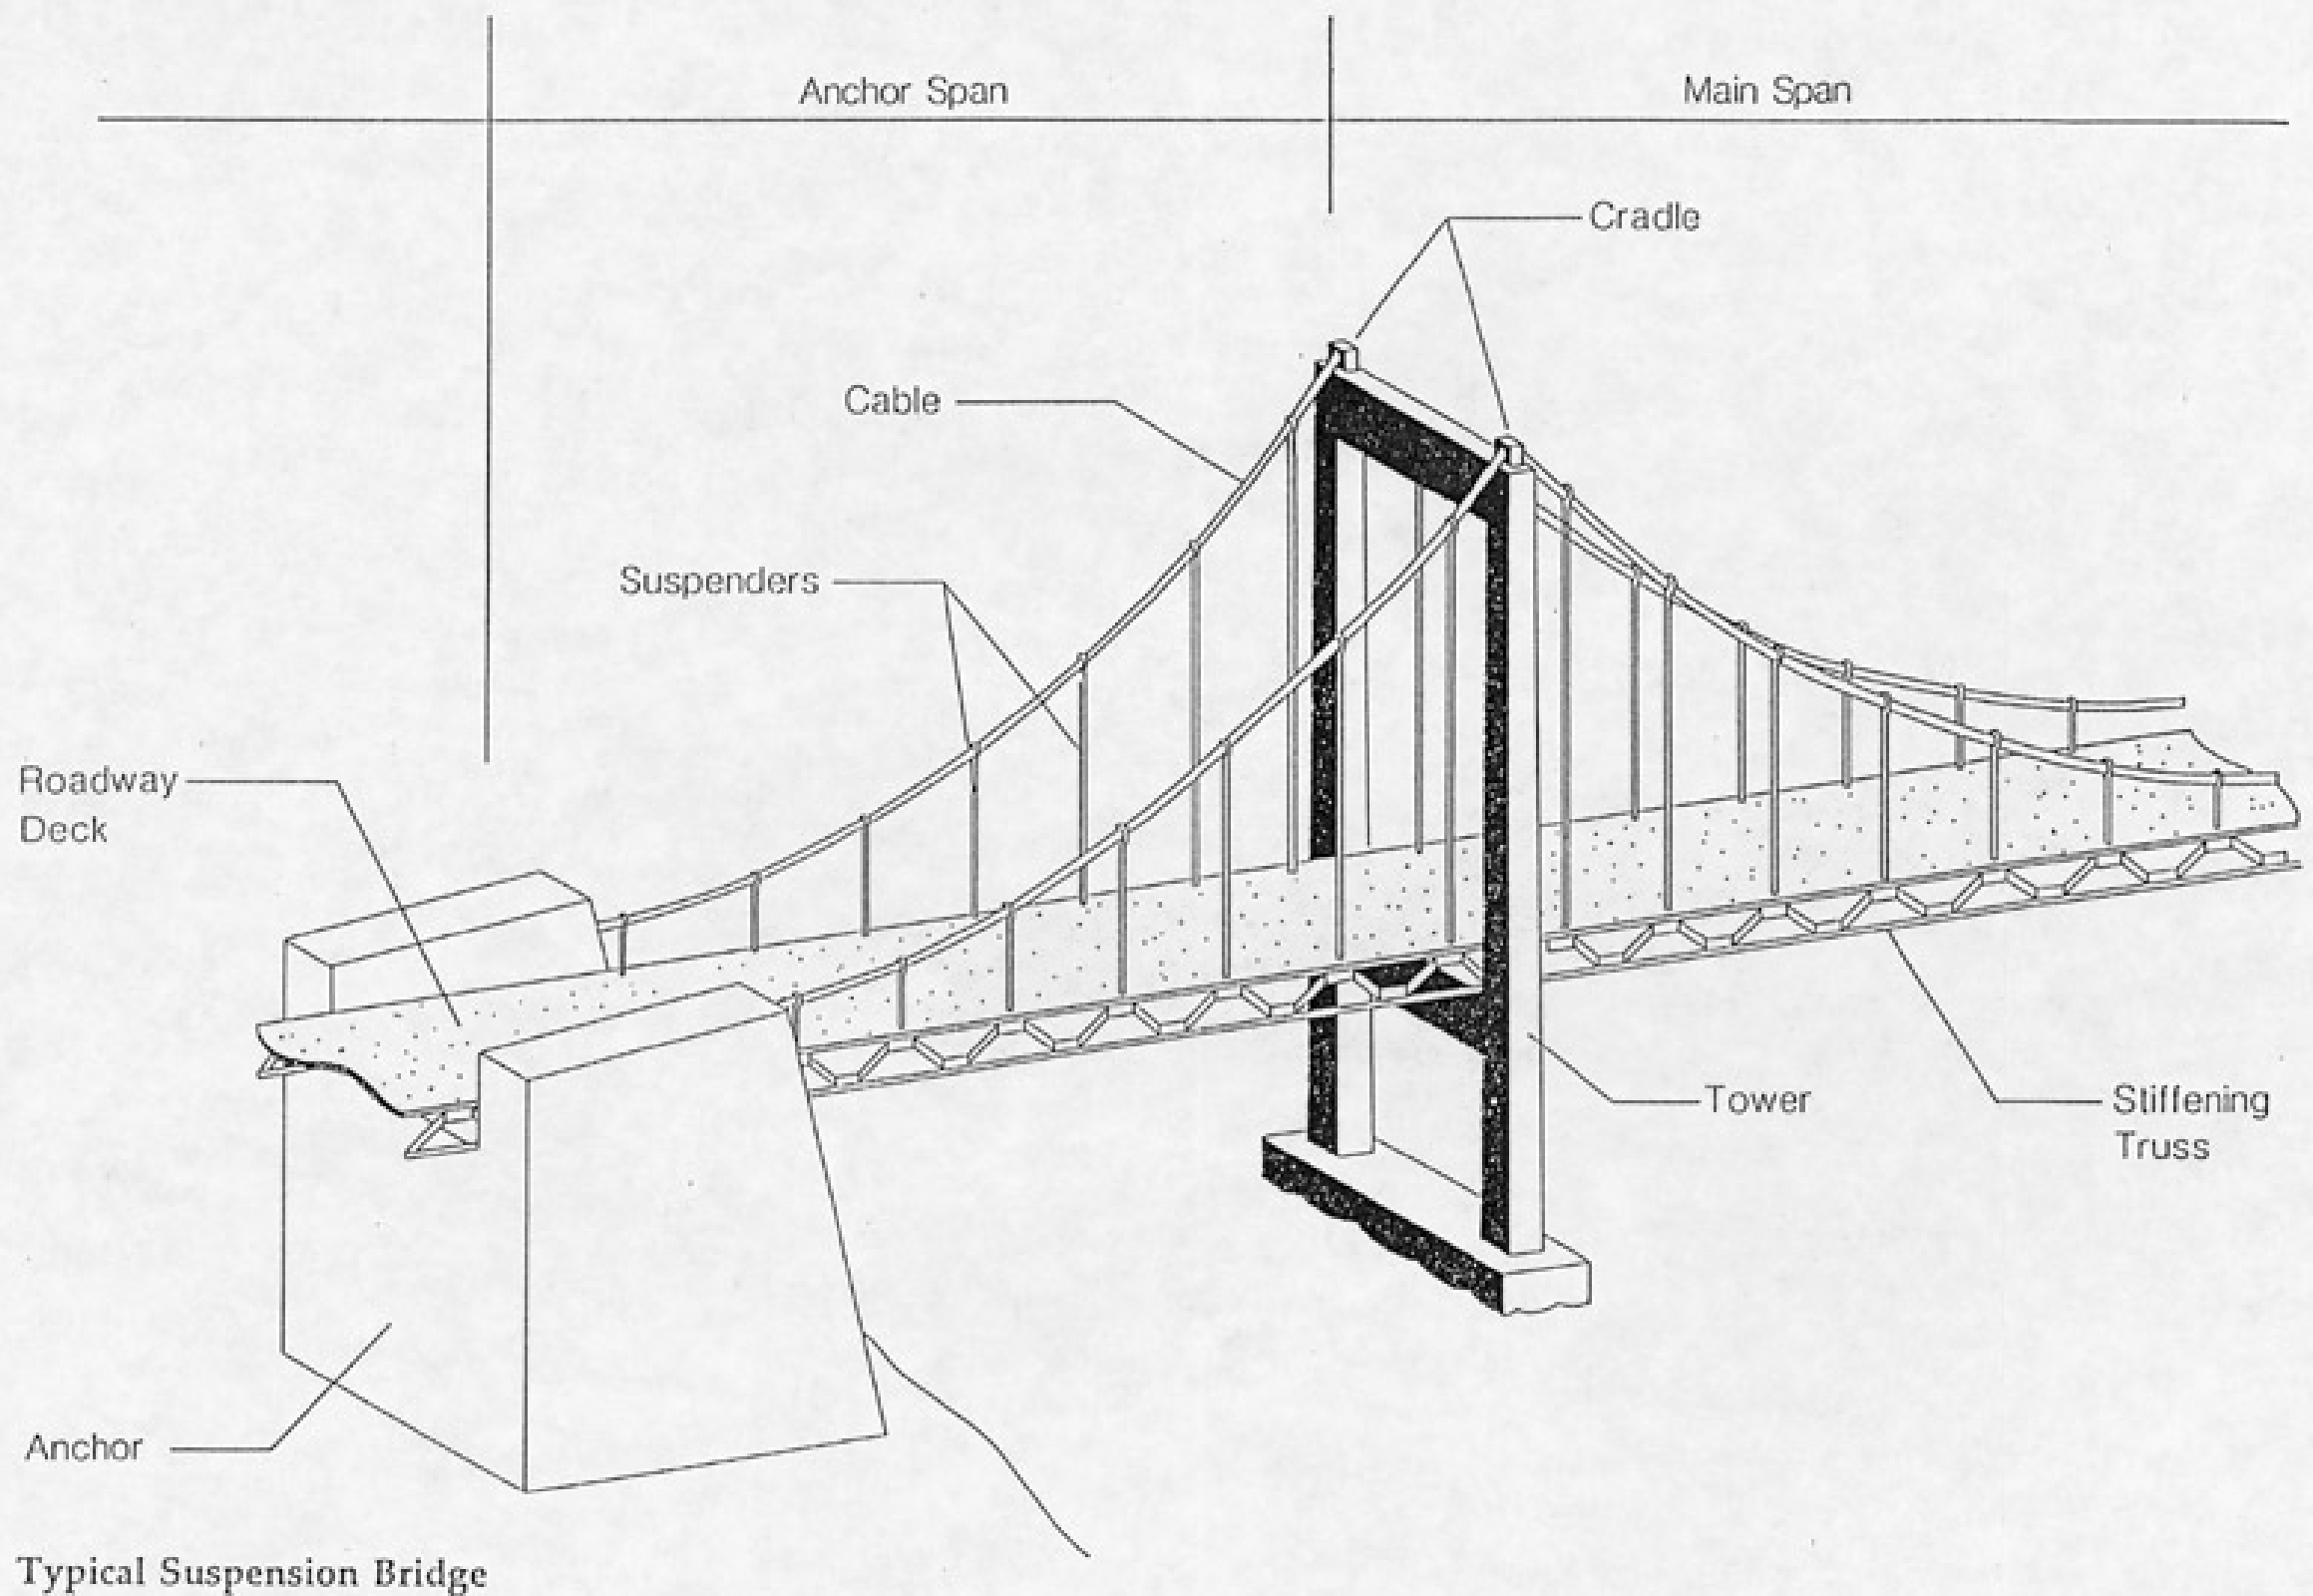 Anchor Span
Main Span
Cradle
Cable
Suspenders
Roadway
Deck
Tower
Stiffening
Truss
Anchor
Typical Suspension Bridge